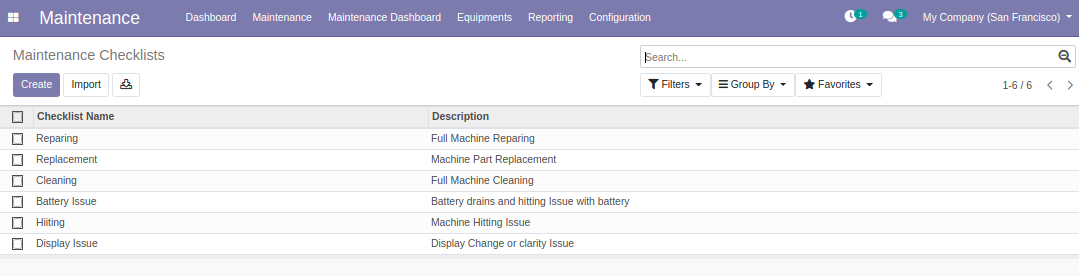 Maintenance Dashboard Maintenance Maintenance Dashboard Equipments Reporting Configuration 1 3 My Company (San Francisco)
Maintenance Checklists Search...
Create Import Filters Group By Favorites 1-6 / 6
Checklist Name Description
Reparing Full Machine Reparing
Replacement Machine Part Replacement
Cleaning Full Machine Cleaning
Battery Issue Battery drains and hitting Issue with battery
Hiiting Machine Hitting Issue
Display Issue Display Change or clarity Issue